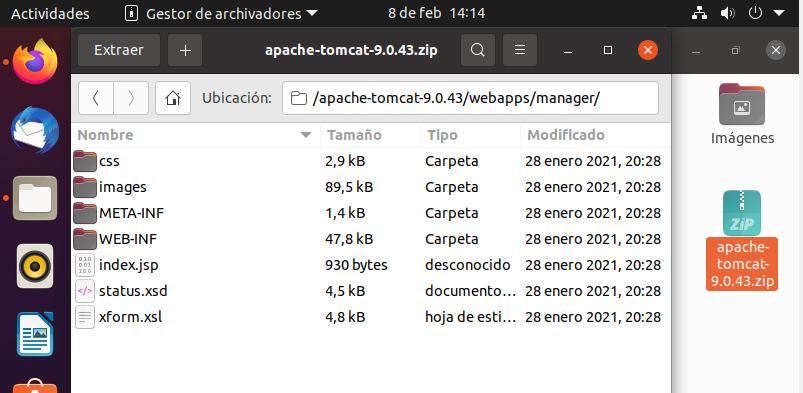 Actividades Gestor de archivadores 8 de feb 14:14
Extraer + apache-tomcat-9.0.43.zip
Ubicación: /apache-tomcat-9.0.43/webapps/manager/
Nombre Tamaño Tipo Modificado
css 2,9 kB Carpeta 28 enero 2021, 20:28
images 89,5 kB Carpeta 28 enero 2021, 20:28
META-INF 1,4 kB Carpeta 28 enero 2021, 20:28
WEB-INF 47,8 kB Carpeta 28 enero 2021, 20:28
index.jsp 930 bytes desconocido 28 enero 2021, 20:28
status.xsd 4,5 kB documento… 28 enero 2021, 20:28
xform.xsl 4,8 kB hoja de esti… 28 enero 2021, 20:28
Imágenes
ZiP
apache-
tomcat-
9.0.43.zip